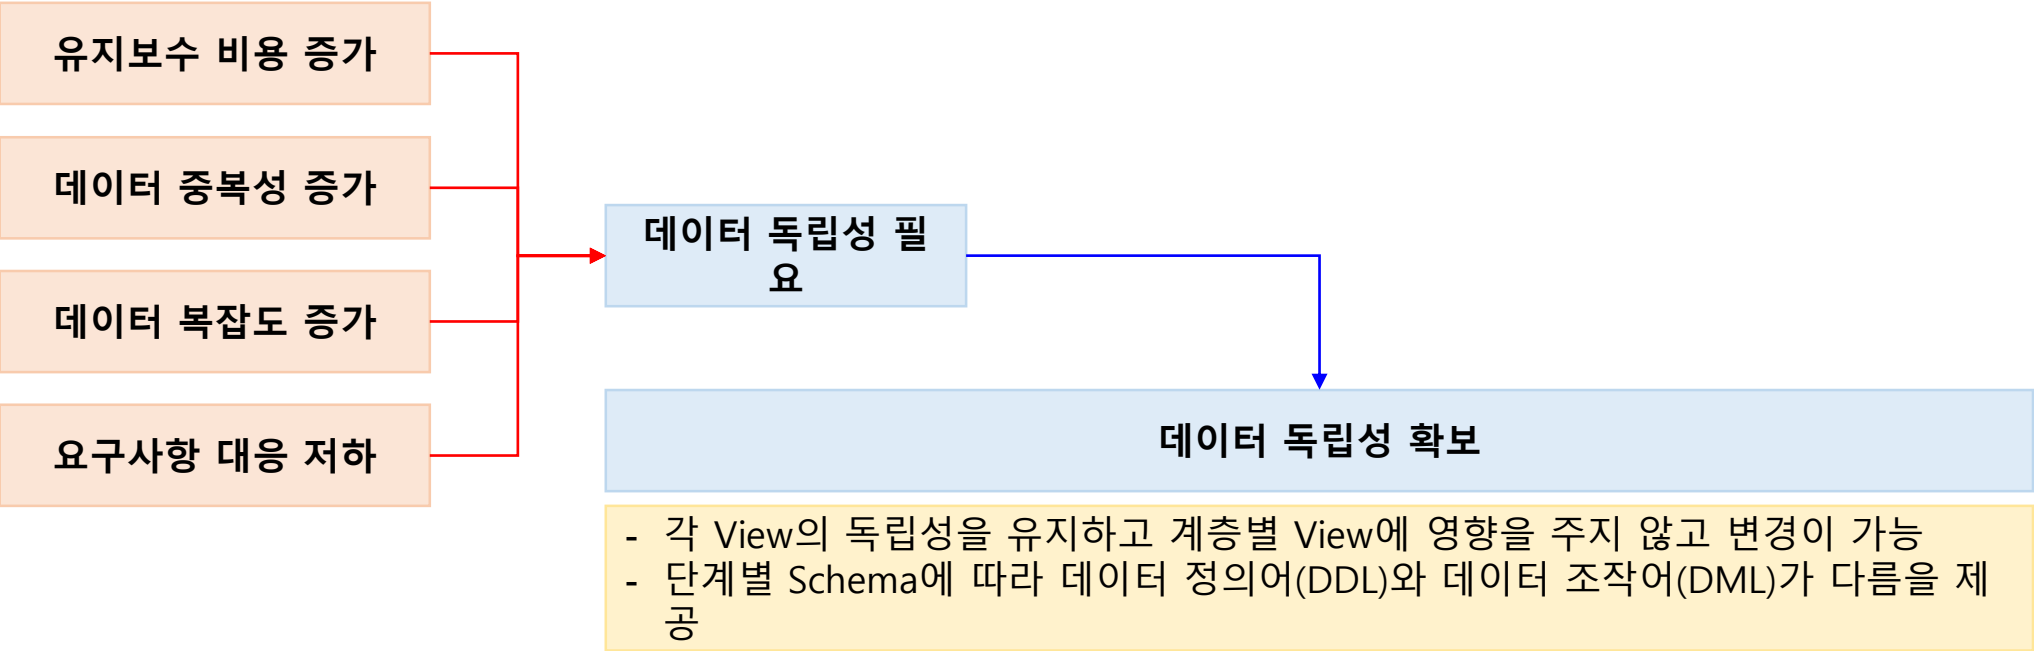 유지보수 비용 증가
데이터 중복성 증가
데이터 복잡도 증가
요구사항 대응 저하
데이터 독립성 필
요
데이터 독립성 확보
- 각 View의 독립성을 유지하고 계층별 View에 영향을 주지 않고 변경이 가능
- 단계별 Schema에 따라 데이터 정의어(DDL)와 데이터 조작어(DML)가 다름을 제
공